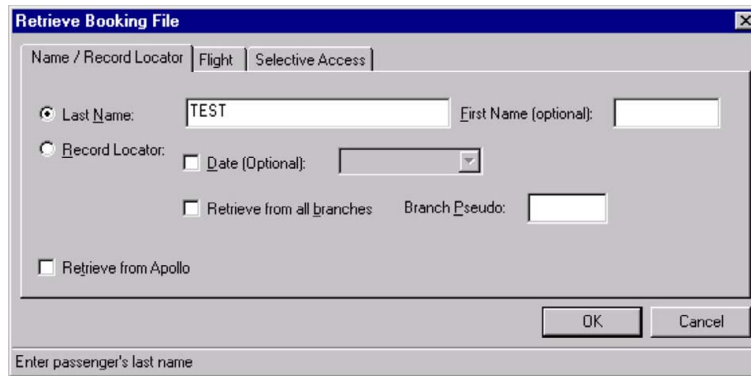 Retrieve Booking File
Name / Record Locator Flight Selective Access
Last Name: TEST First Name (optional):
Record Locator: Date (Optional):
Retrieve from all branches Branch Pseudo:
Retrieve from Apollo
OK Cancel
Enter passenger's last name